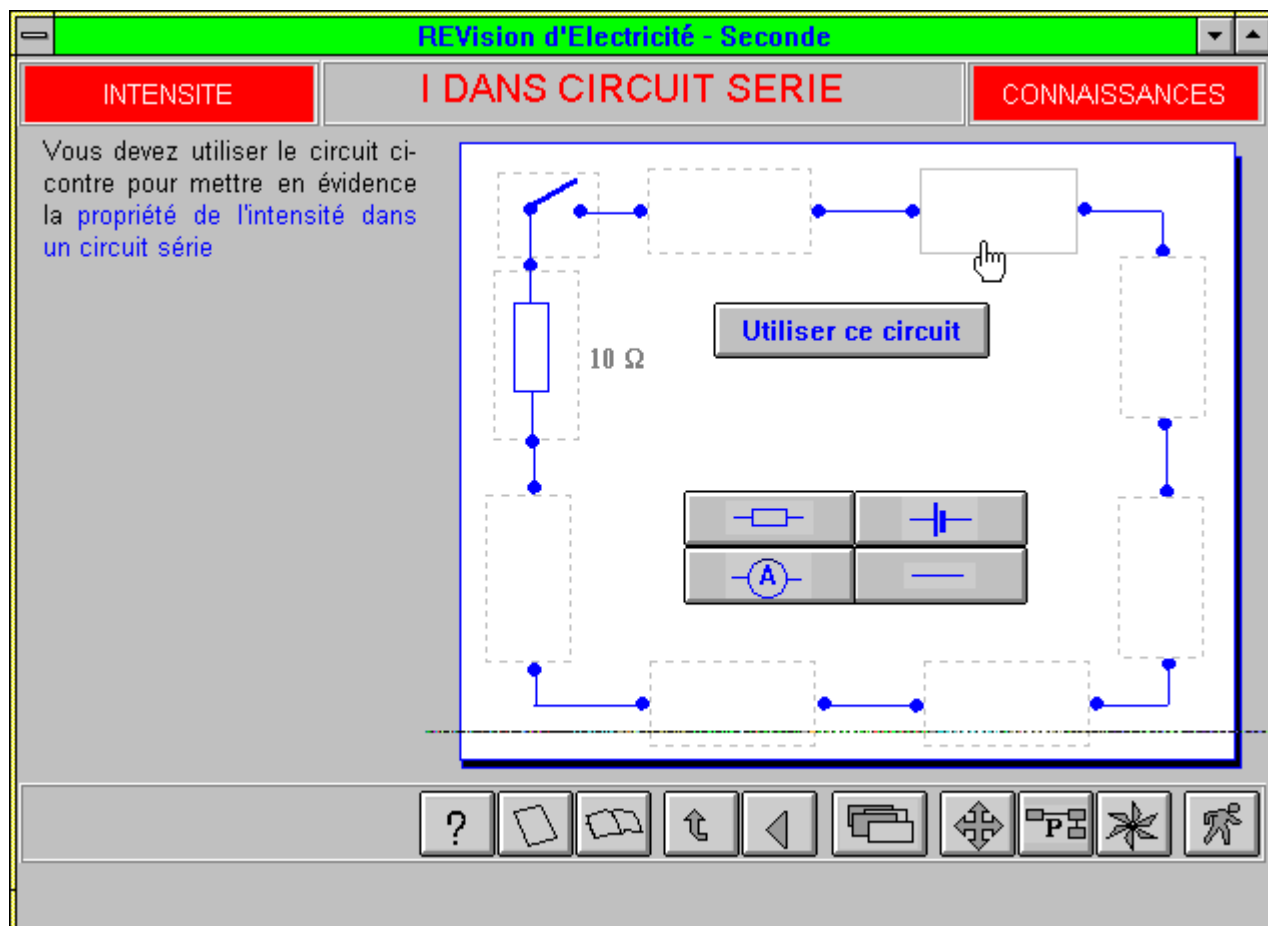 REVision d'Electricité - Seconde
INTENSITE
I DANS CIRCUIT SERIE
CONNAISSANCES
Vous devez utiliser le circuit ci-
contre pour mettre en évidence
la propriété de l'intensité dans
un circuit série
Utiliser ce circuit
10 Ω
A
?
P